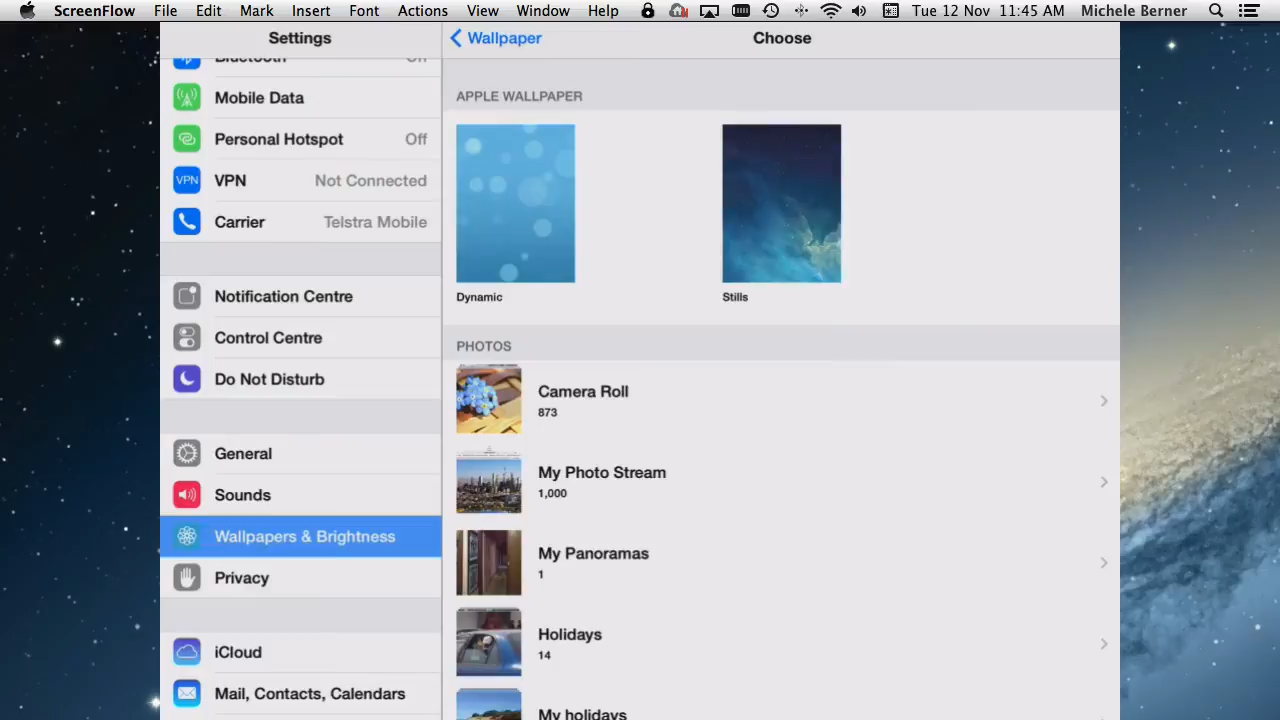 ScreenFlow File Edit Mark Insert Font Actions View Window Help Tue 12 Nov 11:45 AM Michele Berner
Settings
Bluetooth Off
Mobile Data
Personal Hotspot Off
VPN VPN Not Connected
Carrier Telstra Mobile
Notification Centre
Control Centre
Do Not Disturb
General
Sounds
Wallpapers & Brightness
Privacy
iCloud
Mail, Contacts, Calendars
Wallpaper Choose
APPLE WALLPAPER
Dynamic Stills
PHOTOS
Camera Roll
873
My Photo Stream
1,000
My Panoramas
1
Holidays
14
My holidays